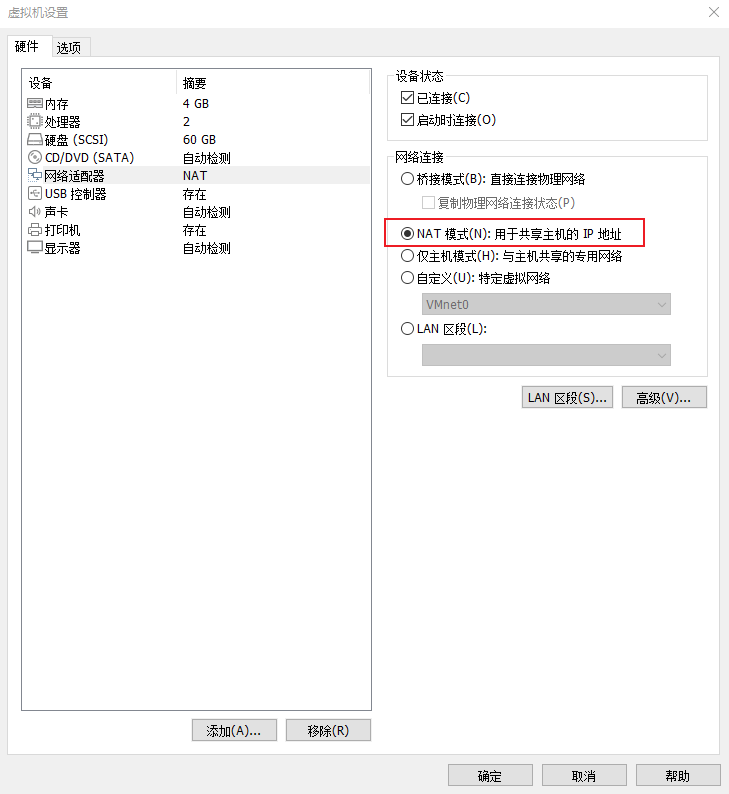 虚拟机设置
硬件 选项
设备 摘要
内存 4 GB
处理器 2
硬盘 (SCSI) 60 GB
CD/DVD (SATA) 自动检测
网络适配器 NAT
USB 控制器 存在
声卡 自动检测
打印机 存在
显示器 自动检测
添加(A)... 移除(R)
设备状态
已连接(C)
启动时连接(O)
网络连接
桥接模式(B): 直接连接物理网络
复制物理网络连接状态(P)
NAT 模式(N): 用于共享主机的 IP 地址
仅主机模式(H): 与主机共享的专用网络
自定义(U): 特定虚拟网络
VMnet0
LAN 区段(L):
LAN 区段(S)... 高级(V)...
确定 取消 帮助